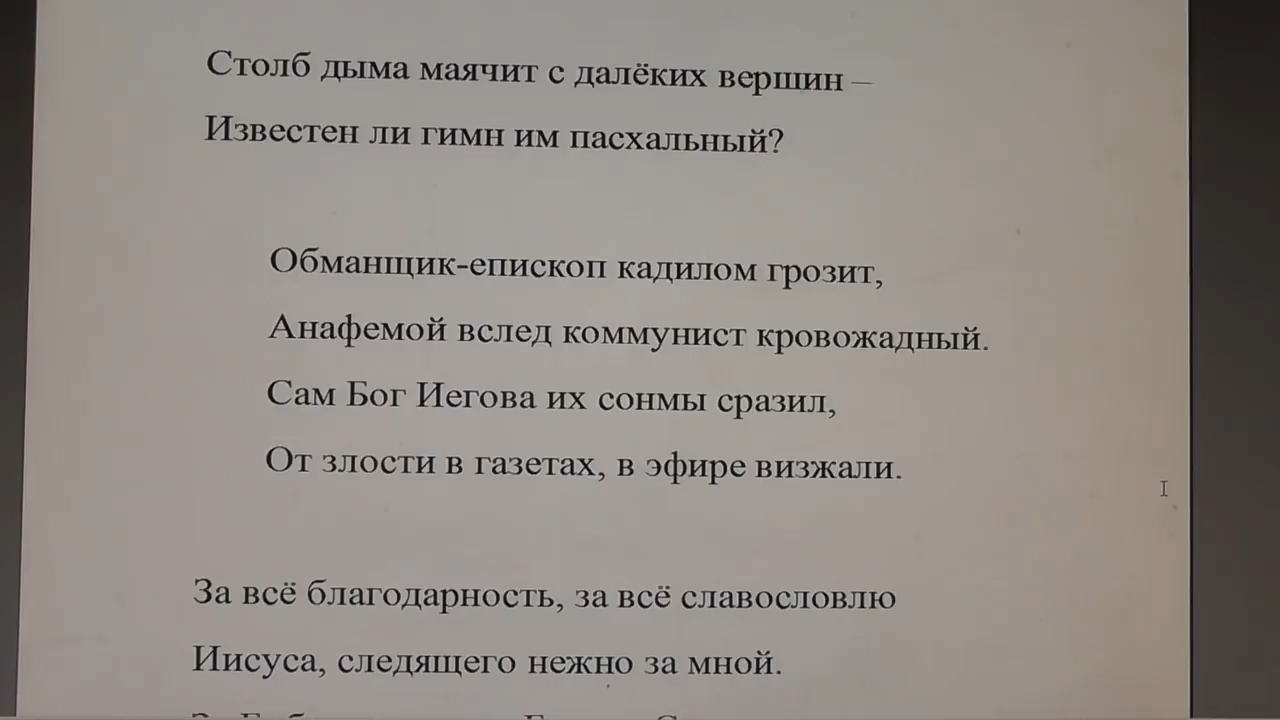 Столб дыма маячит с далёких вершин –
Известен ли гимн им пасхальный?
Обманщик-епископ кадилом грозит,
Анафемой вслед коммунист кровожадный.
Сам Бог Иегова их сонмы сразил,
От злости в газетах, в эфире визжали.
За всё благодарность, за всё славословлю
Иисуса, следящего нежно за мной.